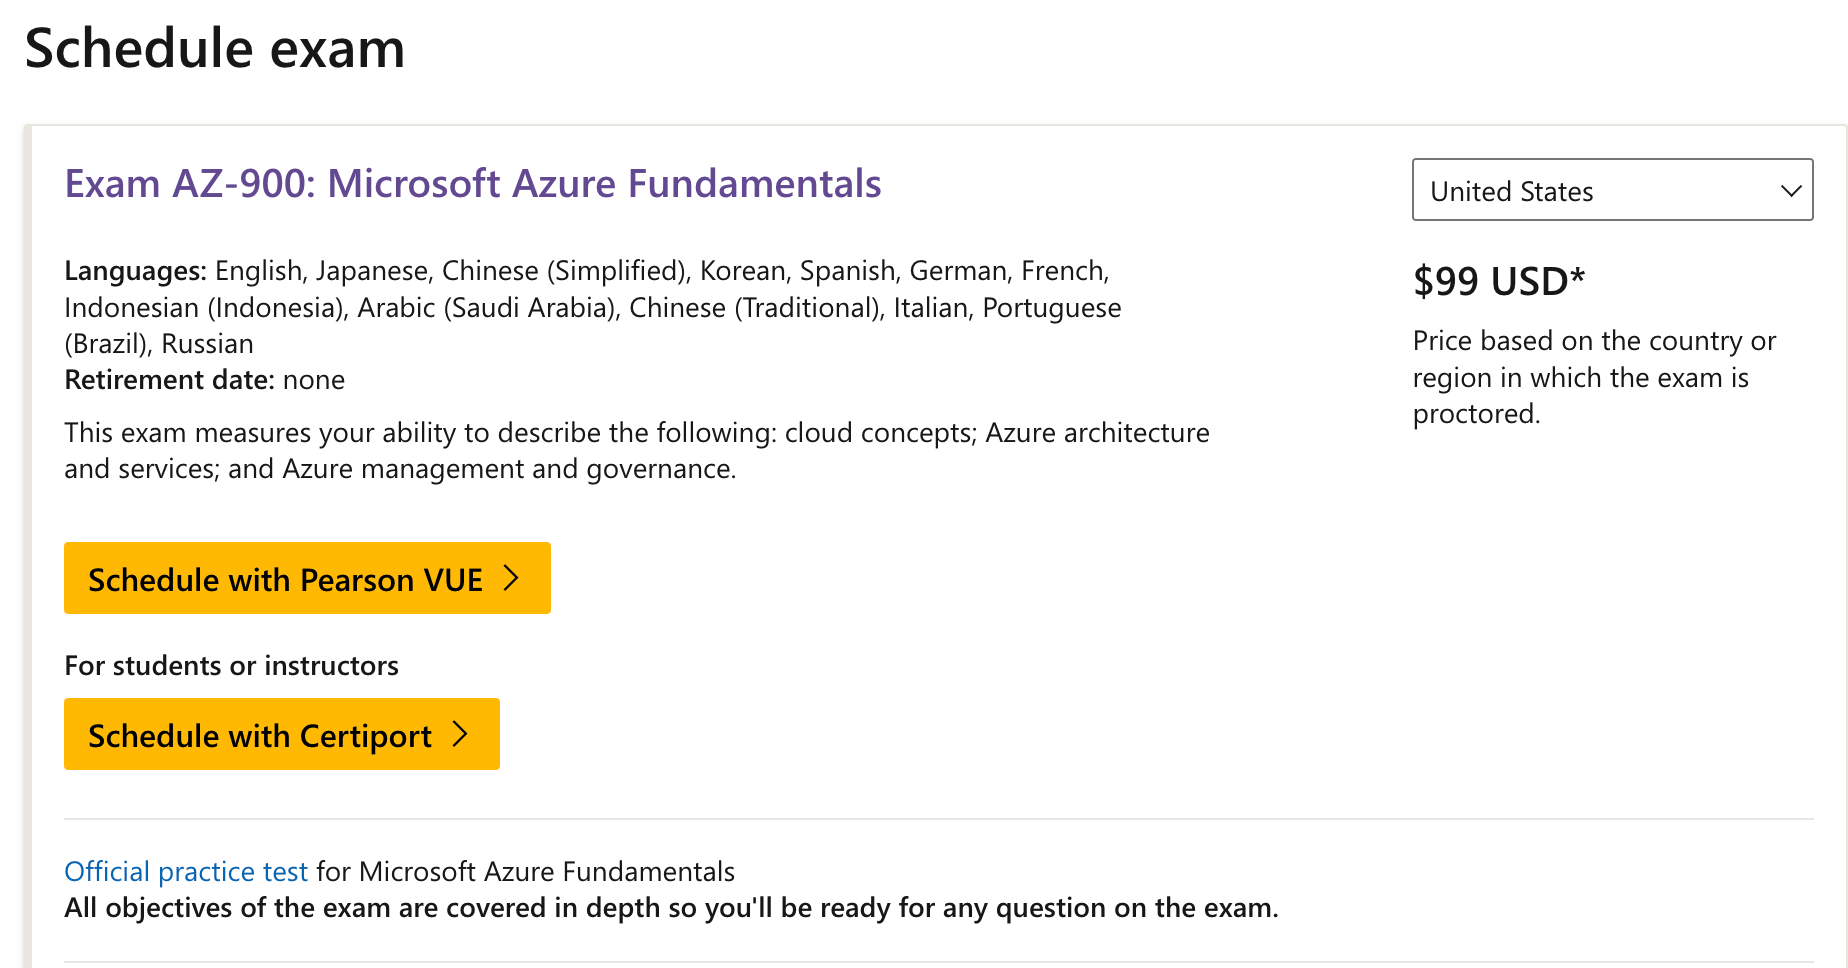 Schedule exam
Exam AZ-900: Microsoft Azure Fundamentals
Languages: English, Japanese, Chinese (Simplified), Korean, Spanish, German, French,
Indonesian (Indonesia), Arabic (Saudi Arabia), Chinese (Traditional), Italian, Portuguese
(Brazil), Russian
Retirement date: none
This exam measures your ability to describe the following: cloud concepts; Azure architecture
and services; and Azure management and governance.
Schedule with Pearson VUE
For students or instructors
Schedule with Certiport
United States
$99 USD*
Price based on the country or
region in which the exam is
proctored.
Official practice test for Microsoft Azure Fundamentals
All objectives of the exam are covered in depth so you'll be ready for any question on the exam.